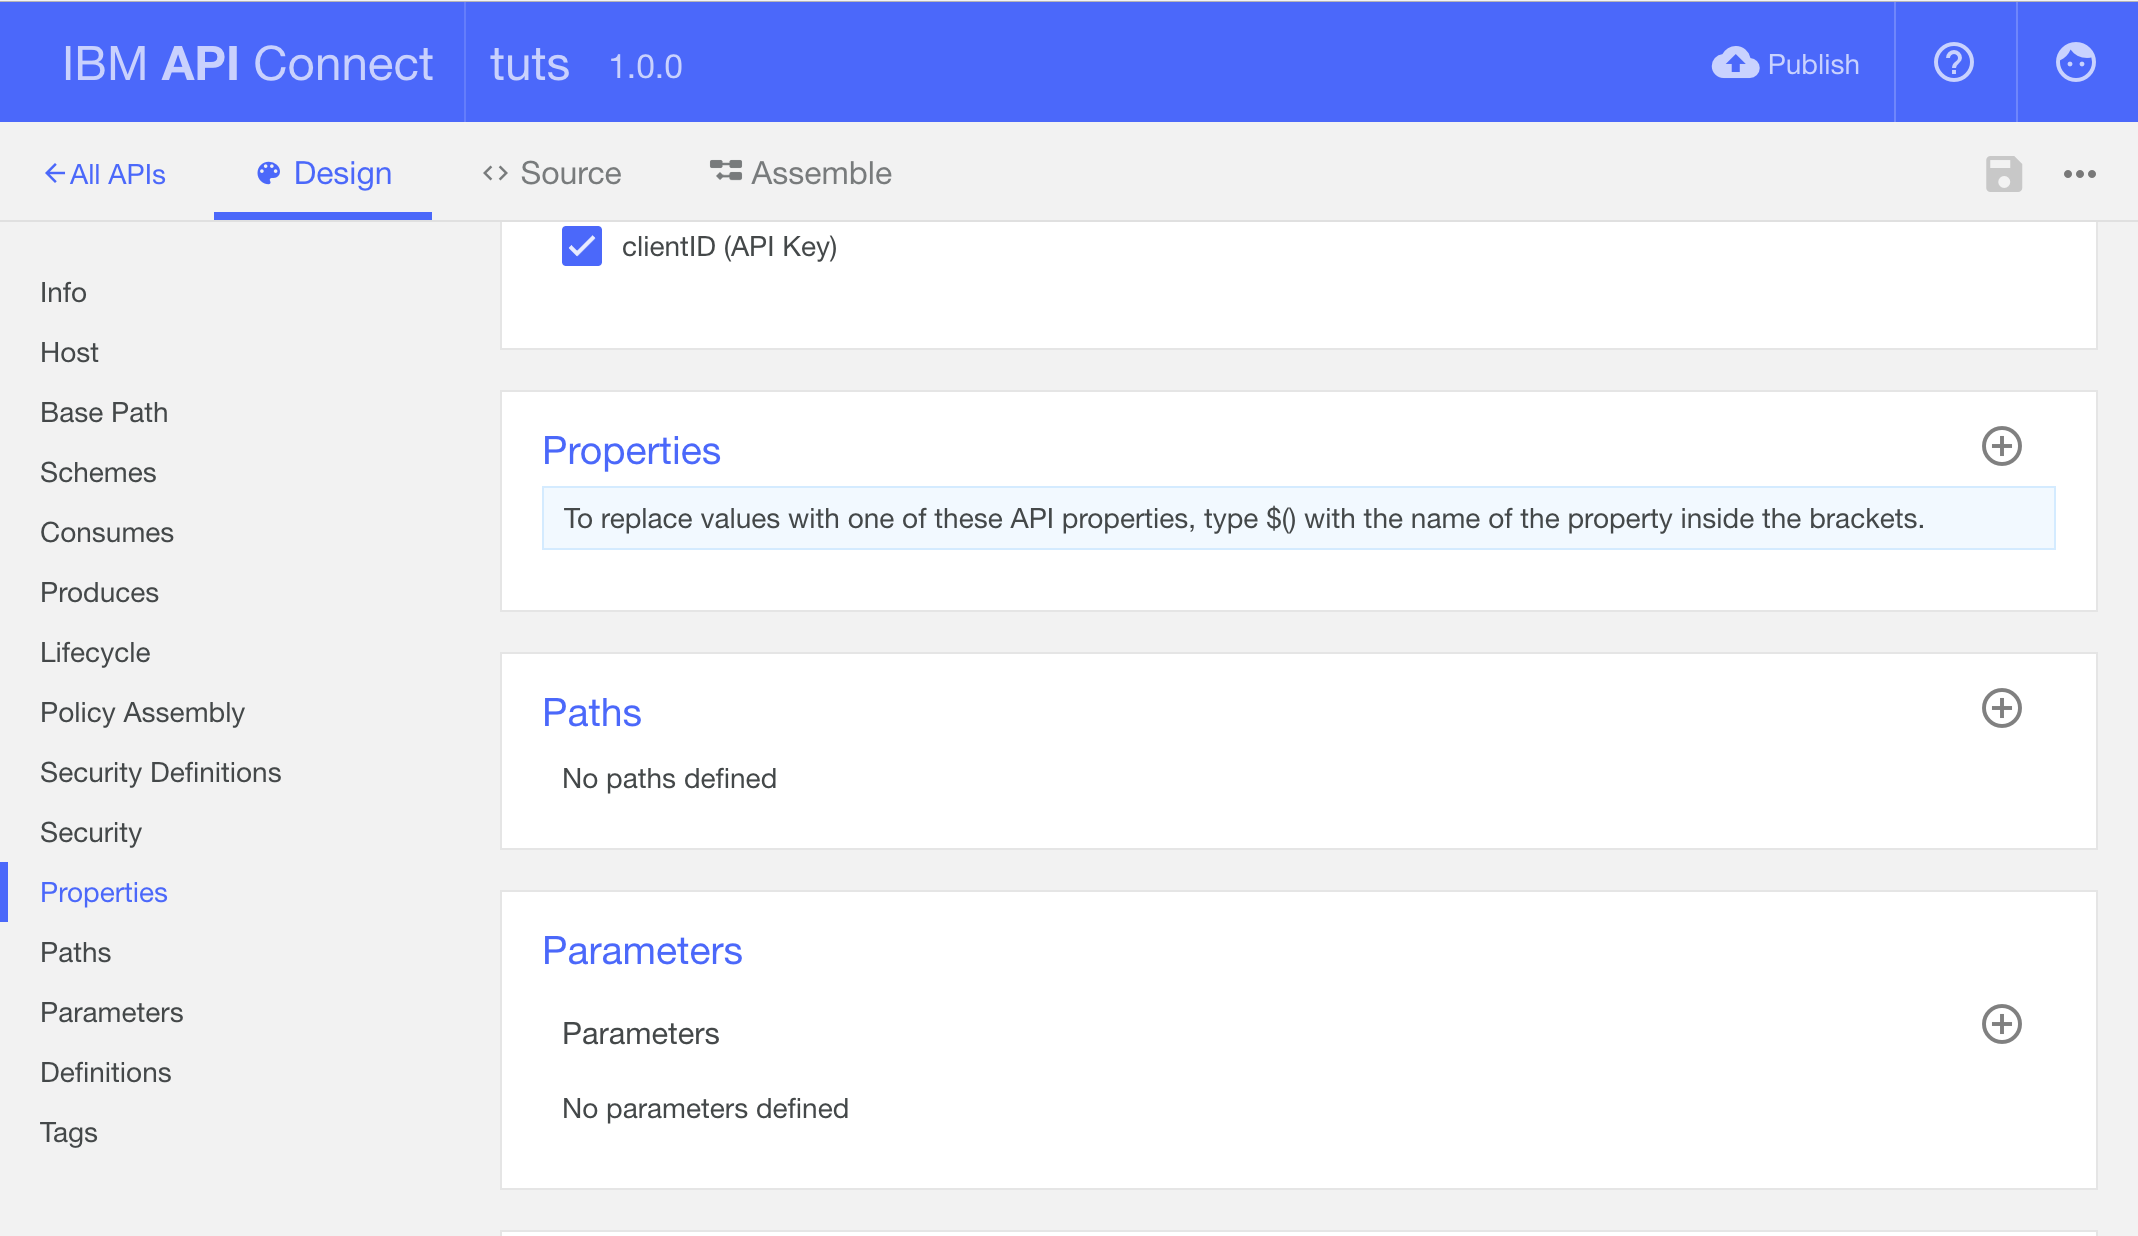 IBM API Connect tuts 1.0.0 Publish
All APIs Design Source Assemble
clientID (API Key)
Info
Host
Base Path
Schemes
Consumes
Produces
Lifecycle
Policy Assembly
Security Definitions
Security
Properties
Paths
Parameters
Definitions
Tags
Properties
To replace values with one of these API properties, type $() with the name of the property inside the brackets.
Paths
No paths defined
Parameters
Parameters
No parameters defined